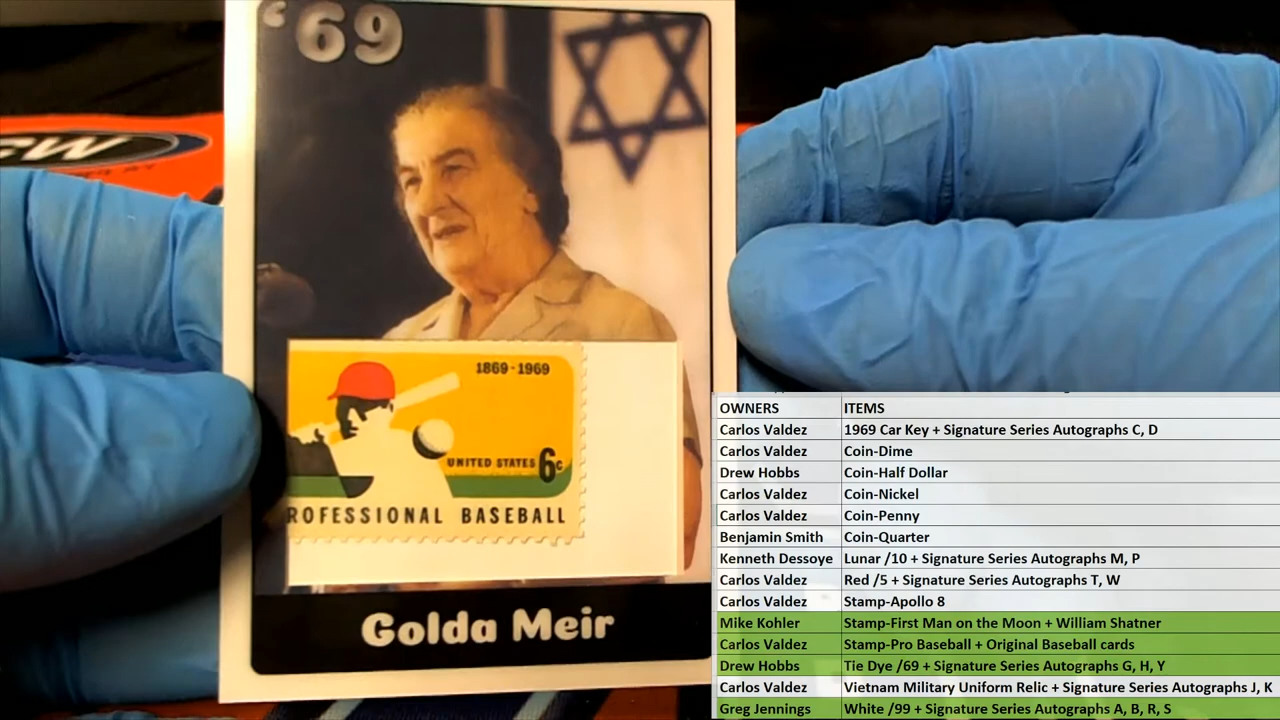 ‘69
CW
1869-1969
UNITED STATES 6c
ROFESSIONAL BASEBALL
Golda Meir
OWNERS ITEMS
Carlos Valdez 1969 Car Key + Signature Series Autographs C, D
Carlos Valdez Coin-Dime
Drew Hobbs Coin-Half Dollar
Carlos Valdez Coin-Nickel
Carlos Valdez Coin-Penny
Benjamin Smith Coin-Quarter
Kenneth Dessoye Lunar /10 + Signature Series Autographs M, P
Carlos Valdez Red /5 + Signature Series Autographs T, W
Carlos Valdez Stamp-Apollo 8
Mike Kohler Stamp-First Man on the Moon + William Shatner
Carlos Valdez Stamp-Pro Baseball + Original Baseball cards
Drew Hobbs Tie Dye /69 + Signature Series Autographs G, H, Y
Carlos Valdez Vietnam Military Uniform Relic + Signature Series Autographs J, K
Greg Jennings White /99 + Signature Series Autographs A, B, R, S